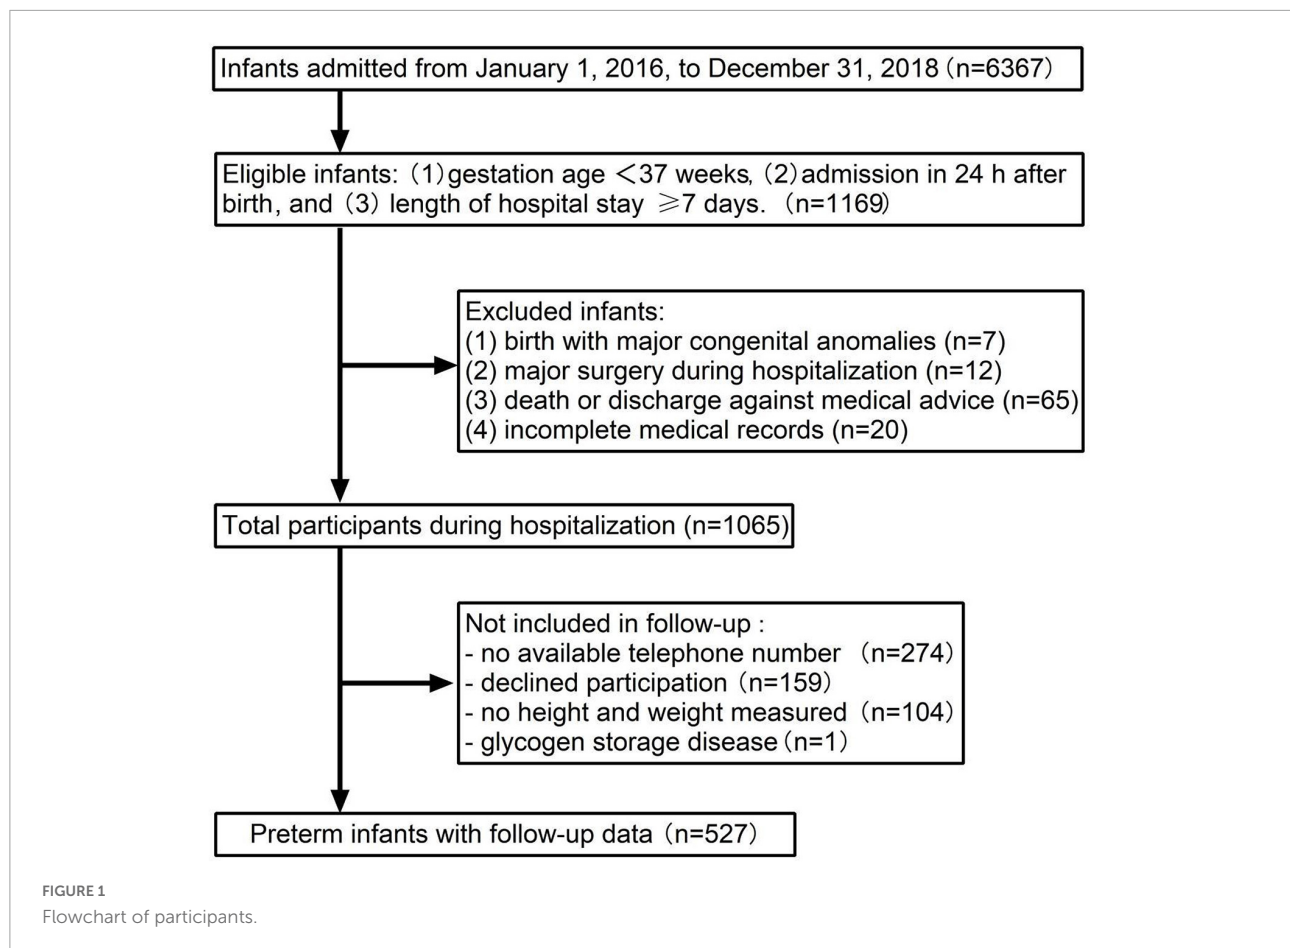 Infants admitted from January 1, 2016, to December 31, 2018（n=6367）
Eligible infants:（1）gestation age ＜37 weeks,（2）admission in 24 h after
birth, and（3）length of hospital stay ≥7 days.（n=1169）
Excluded infants:
(1) birth with major congenital anomalies (n=7)
(2) major surgery during hospitalization (n=12)
(3) death or discharge against medical advice (n=65)
(4) incomplete medical records (n=20)
Total participants during hospitalization (n=1065)
Not included in follow-up :
- no available telephone number（n=274）
- declined participation（n=159）
- no height and weight measured（n=104）
- glycogen storage disease（n=1）
Preterm infants with follow-up data（n=527）
FIGURE 1
Flowchart of participants.